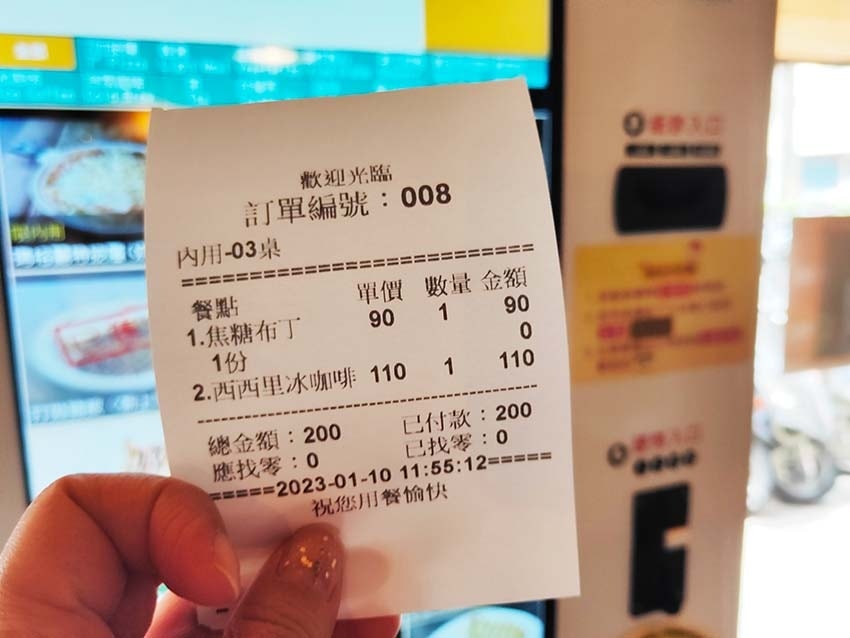 歡迎光臨
訂單編號：008
內用-03桌
==============================
餐點 單價 數量 金額
1.焦糖布丁 90 1 90
1份 0
2.西西里冰咖啡 110 1 110
------------------------------
總金額：200 已付款：200
應找零：0 已找零：0
=====2023-01-10 11:55:12=====
祝您用餐愉快